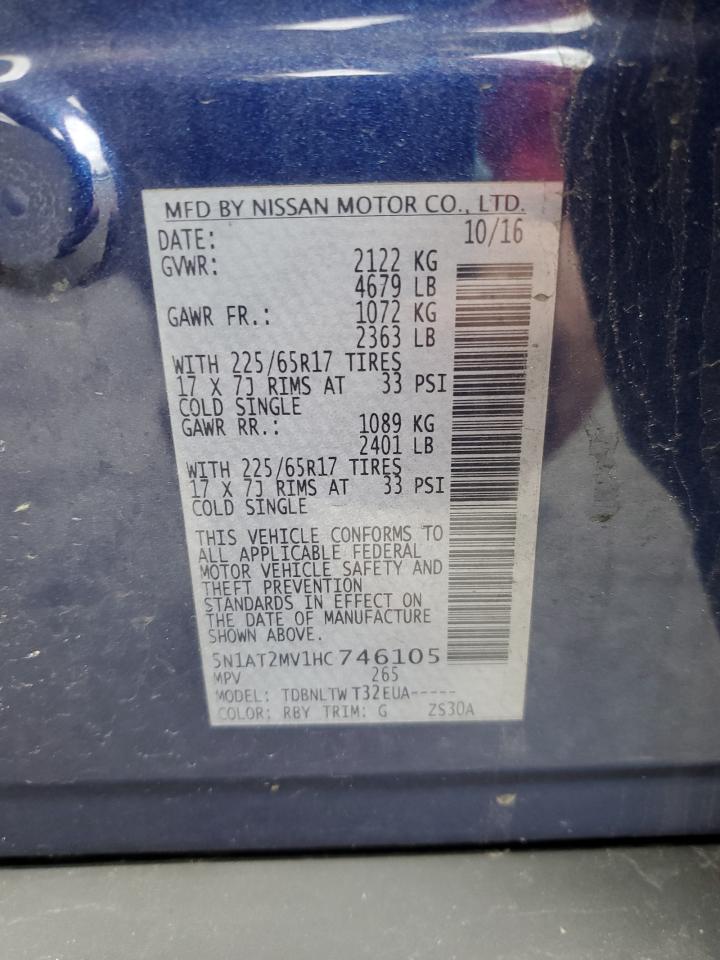 MFD BY NISSAN MOTOR CO., LTD.
DATE: 10/16
GVWR: 2122 KG
4679 LB
GAWR FR.: 1072 KG
2363 LB
WITH 225/65R17 TIRES
17 X 7J RIMS AT 33 PSI
COLD SINGLE
GAWR RR.: 1089 KG
2401 LB
WITH 225/65R17 TIRES
17 X 7J RIMS AT 33 PSI
COLD SINGLE
THIS VEHICLE CONFORMS TO
ALL APPLICABLE FEDERAL
MOTOR VEHICLE SAFETY AND
THEFT PREVENTION
STANDARDS IN EFFECT ON
THE DATE OF MANUFACTURE
SHOWN ABOVE.
5N1AT2MV1HC746105
MPV 265
MODEL: TDBNLTW T32EUA-----
COLOR: RBY TRIM: G ZS30A